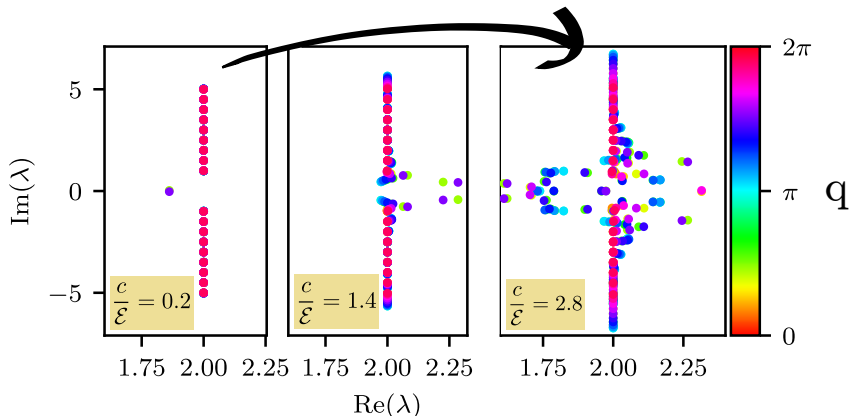 5
0
−5
Im(λ)
c/ℰ = 0.2
c/ℰ = 1.4
c/ℰ = 2.8
1.75 2.00 2.25
1.75 2.00 2.25
1.75 2.00 2.25
Re(λ)
2π
π
0
q